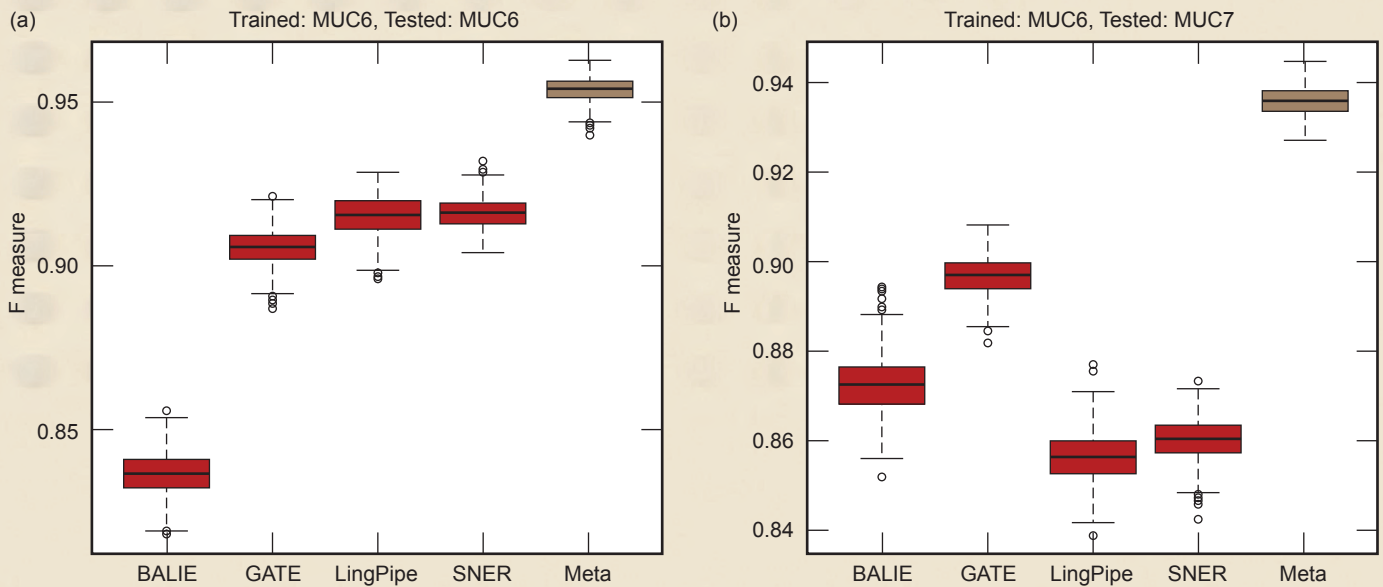 (a)
Trained: MUC6, Tested: MUC6
F measure
0.95
0.90
0.85
BALIE GATE LingPipe SNER Meta
(b)
Trained: MUC6, Tested: MUC7
F measure
0.94
0.92
0.90
0.88
0.86
0.84
BALIE GATE LingPipe SNER Meta